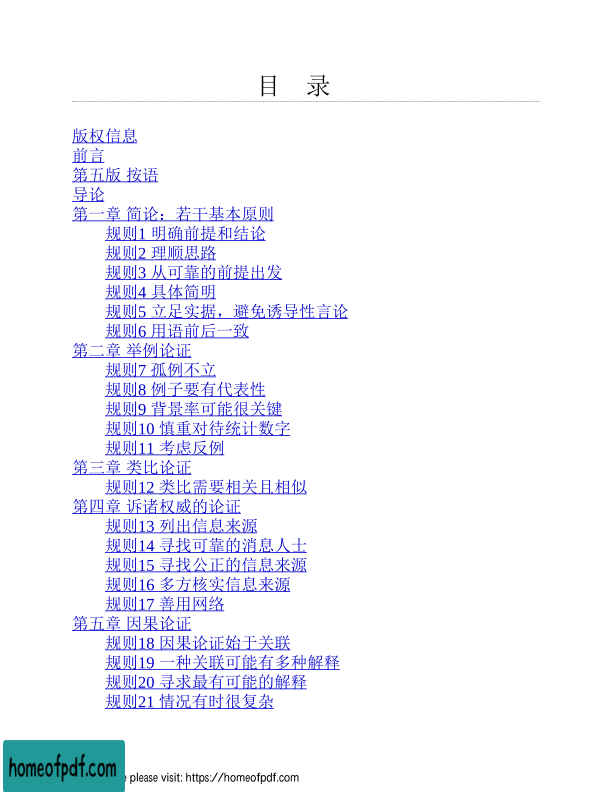 目 录
版权信息
前言
第五版 按语
导论
第一章 简论：若干基本原则
规则1 明确前提和结论
规则2 理顺思路
规则3 从可靠的前提出发
规则4 具体简明
规则5 立足实据，避免诱导性言论
规则6 用语前后一致
第二章 举例论证
规则7 孤例不立
规则8 例子要有代表性
规则9 背景率可能很关键
规则10 慎重对待统计数字
规则11 考虑反例
第三章 类比论证
规则12 类比需要相关且相似
第四章 诉诸权威的论证
规则13 列出信息来源
规则14 寻找可靠的消息人士
规则15 寻找公正的信息来源
规则16 多方核实信息来源
规则17 善用网络
第五章 因果论证
规则18 因果论证始于关联
规则19 一种关联可能有多种解释
规则20 寻求最有可能的解释
规则21 情况有时很复杂
homeofpdf.com
please visit: https://homeofpdf.com